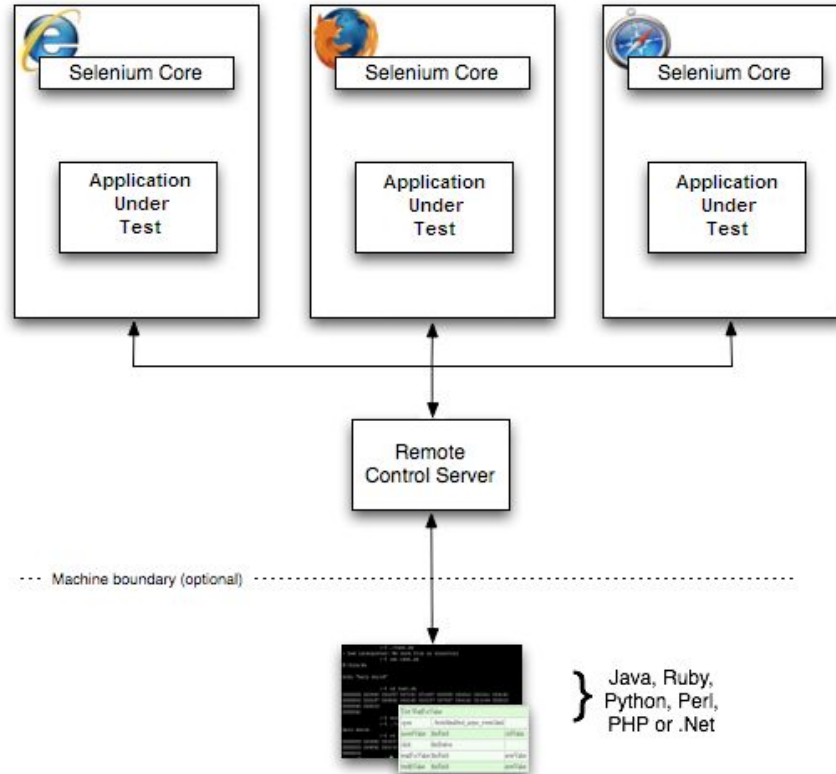 Selenium Core
Selenium Core
Selenium Core
Application
Under
Test
Application
Under
Test
Application
Under
Test
Remote
Control Server
Machine boundary (optional)
Java, Ruby,
Python, Perl,
PHP or .Net